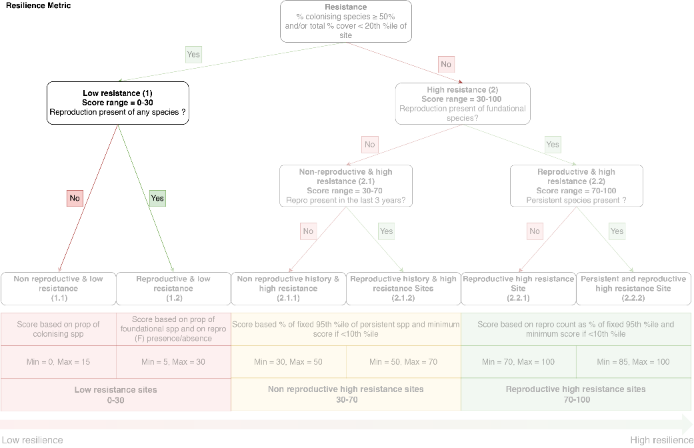 Resilience Metric
Resistance
% colonising species ≥ 50%
and/or total % cover < 20th %ile of
site
Yes
No
Low resistance (1)
Score range = 0-30
Reproduction present of any species ?
High resistance (2)
Score range = 30-100
Reproduction present of fundational
species?
No
Yes
Non-reproductive & high
resistance (2.1)
Score range = 30-70
Repro present in the last 3 years?
Reproductive & high
resistance (2.2)
Score range = 70-100
Persistent species present ?
No
Yes
No
Yes
No
Yes
Non reproductive & low
resistance
(1.1)
Reproductive & low
resistance
(1.2)
Non reproductive history &
high resistance
(2.1.1)
Reproductive history & high
resistance Sites
(2.1.2)
Reproductive high resistance
Site
(2.2.1)
Persistent and reproductive
high resistance Site
(2.2.2)
Score based on prop of
colonising spp
Score based on prop of
foundational spp and on repro
(F) presence/absence
Score based % of fixed 95th %ile of persistent spp and minimum
score if <10th %ile
Score based on repro count as % of fixed 95th %ile and
minimum score if <10th %ile
Min = 0, Max = 15
Min = 5, Max = 30
Min = 30, Max = 50
Min = 50, Max = 70
Min = 70, Max = 100
Min = 85, Max = 100
Low resistance sites
0-30
Non reproductive high resistance sites
30-70
Reproductive high resistance sites
70-100
Low resilience
High resilience